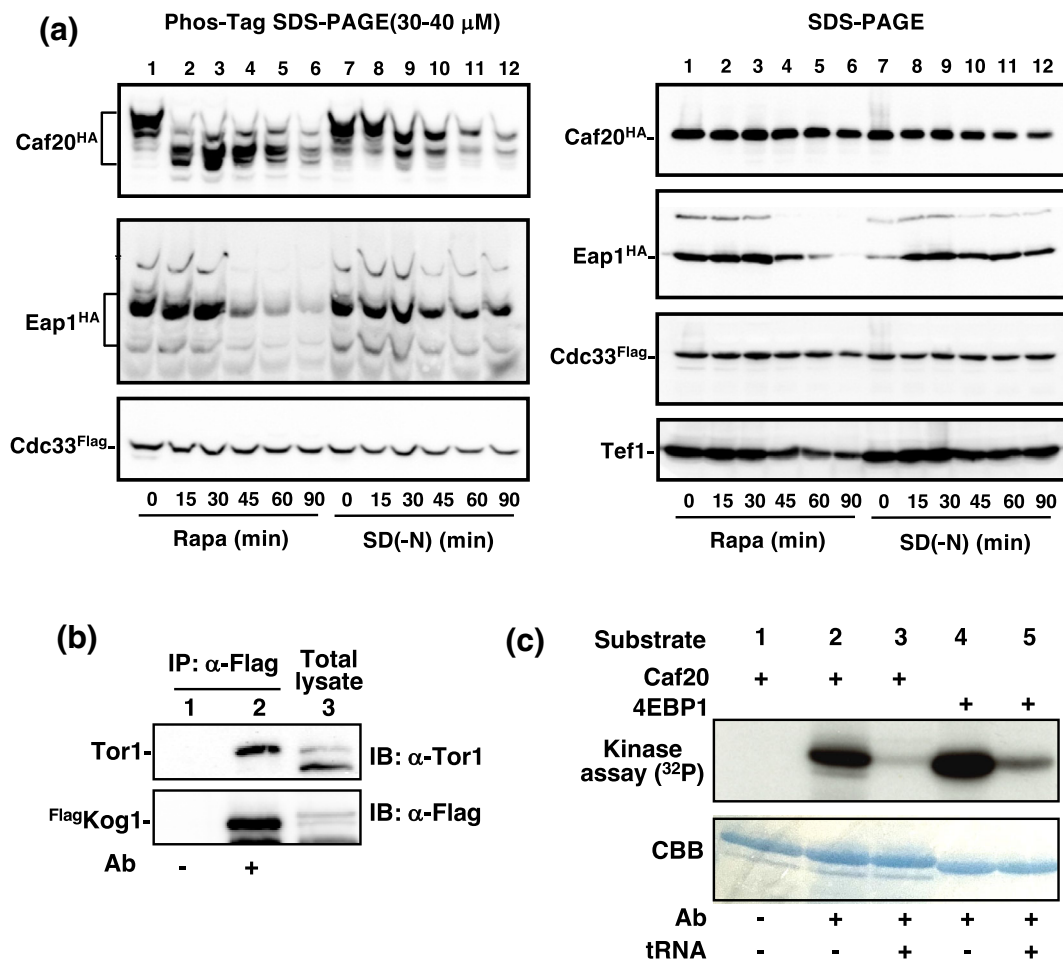 (a)
Phos-Tag SDS-PAGE(30-40 μM)
1 2 3 4 5 6 7 8 9 10 11 12
Caf20HA
Eap1HA
Cdc33Flag-
0 15 30 45 60 90 0 15 30 45 60 90
Rapa (min) SD(-N) (min)
SDS-PAGE
1 2 3 4 5 6 7 8 9 10 11 12
Caf20HA-
Eap1HA-
Cdc33Flag-
Tef1-
0 15 30 45 60 90 0 15 30 45 60 90
Rapa (min) SD(-N) (min)
(b)
IP: α-Flag Total
lysate
1 2 3
Tor1- IB: α-Tor1
FlagKog1- IB: α-Flag
Ab - +
(c)
Substrate 1 2 3 4 5
Caf20 + + +
4EBP1 + +
Kinase
assay (32P)
CBB
Ab - + + + +
tRNA - - + - +